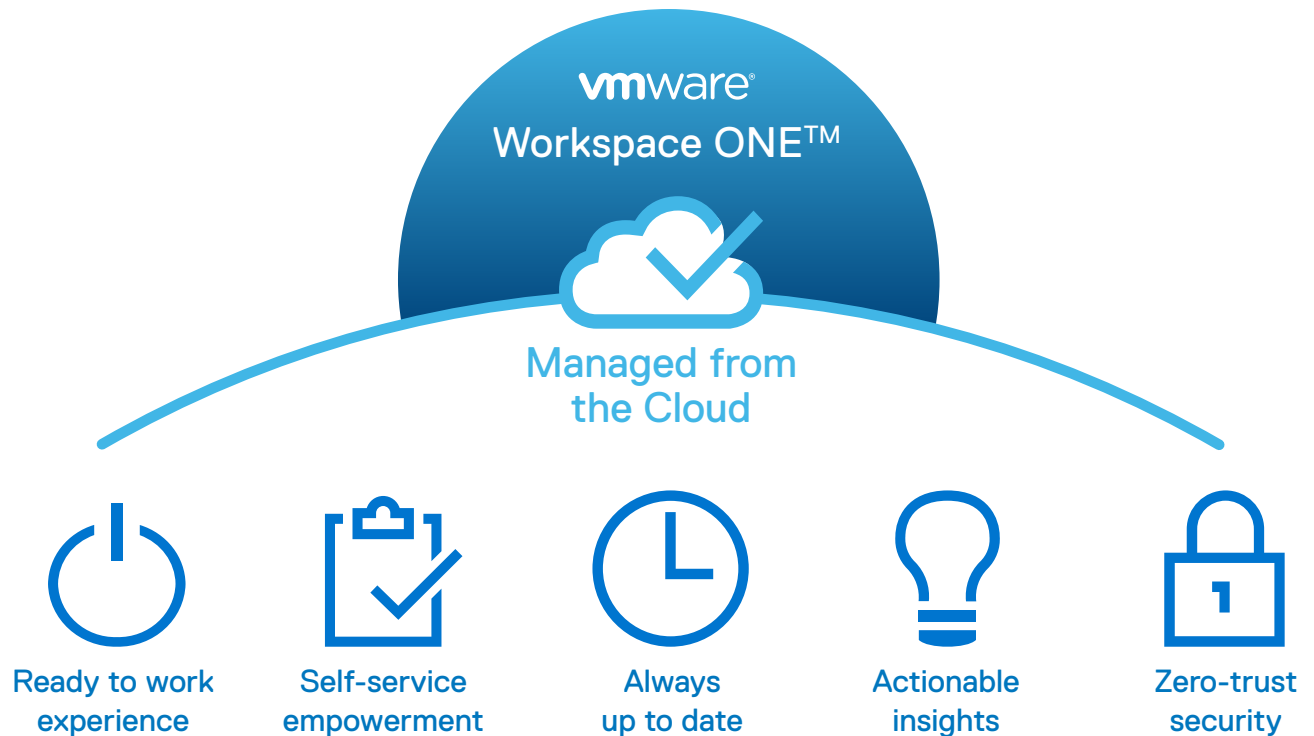 vmware®
Workspace ONE™
Managed from
the Cloud
Ready to work
experience
Self-service
empowerment
Always
up to date
Actionable
insights
Zero-trust
security